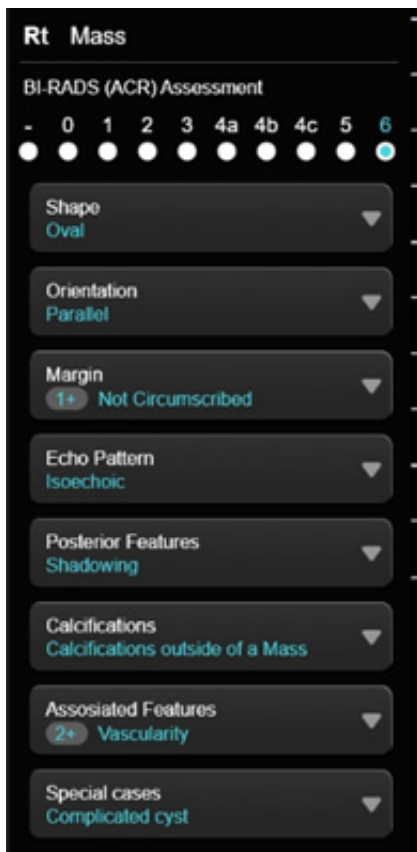 Rt Mass
BI-RADS (ACR) Assessment
- 0 1 2 3 4a 4b 4c 5 6
Shape
Oval
Orientation
Parallel
Margin
1+ Not Circumscribed
Echo Pattern
Isoechoic
Posterior Features
Shadowing
Calcifications
Calcifications outside of a Mass
Assosiated Features
2+ Vascularity
Special cases
Complicated cyst